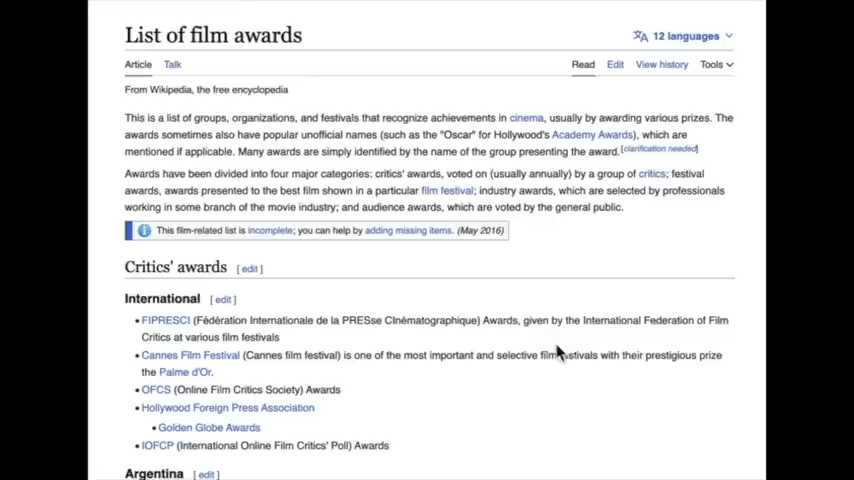 List of film awards
12 languages
Article Talk Read Edit View history Tools
From Wikipedia, the free encyclopedia
This is a list of groups, organizations, and festivals that recognize achievements in cinema, usually by awarding various prizes. The
awards sometimes also have popular unofficial names (such as the "Oscar" for Hollywood's Academy Awards), which are
mentioned if applicable. Many awards are simply identified by the name of the group presenting the award.[clarification needed]
Awards have been divided into four major categories: critics' awards, voted on (usually annually) by a group of critics; festival
awards, awards presented to the best film shown in a particular film festival; industry awards, which are selected by professionals
working in some branch of the movie industry; and audience awards, which are voted by the general public.
This film-related list is incomplete; you can help by adding missing items. (May 2016)
Critics' awards [ edit ]
International [ edit ]
• FIPRESCI (Fédération Internationale de la PRESse CInématographique) Awards, given by the International Federation of Film
Critics at various film festivals
• Cannes Film Festival (Cannes film festival) is one of the most important and selective film festivals with their prestigious prize
the Palme d'Or.
• OFCS (Online Film Critics Society) Awards
• Hollywood Foreign Press Association
• Golden Globe Awards
• IOFCP (International Online Film Critics' Poll) Awards
Argentina [ edit ]